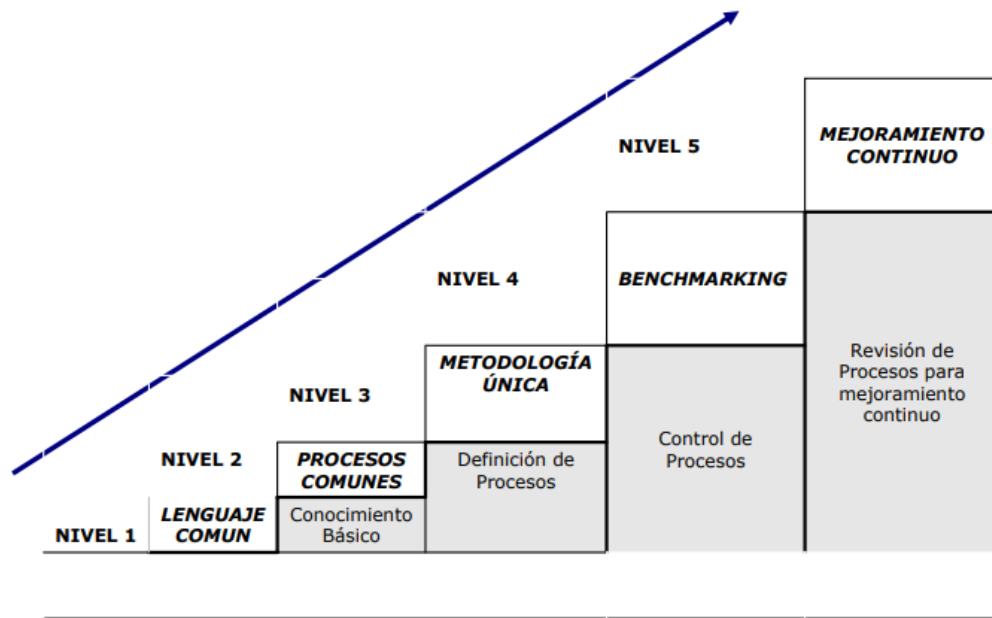 NIVEL 5
MEJORAMIENTO
CONTINUO
NIVEL 4
BENCHMARKING
NIVEL 3
METODOLOGÍA
ÚNICA
Revisión de
Procesos para
mejoramiento
continuo
NIVEL 2
PROCESOS
COMUNES
Definición de
Procesos
Control de
Procesos
NIVEL 1
LENGUAJE
COMUN
Conocimiento
Básico